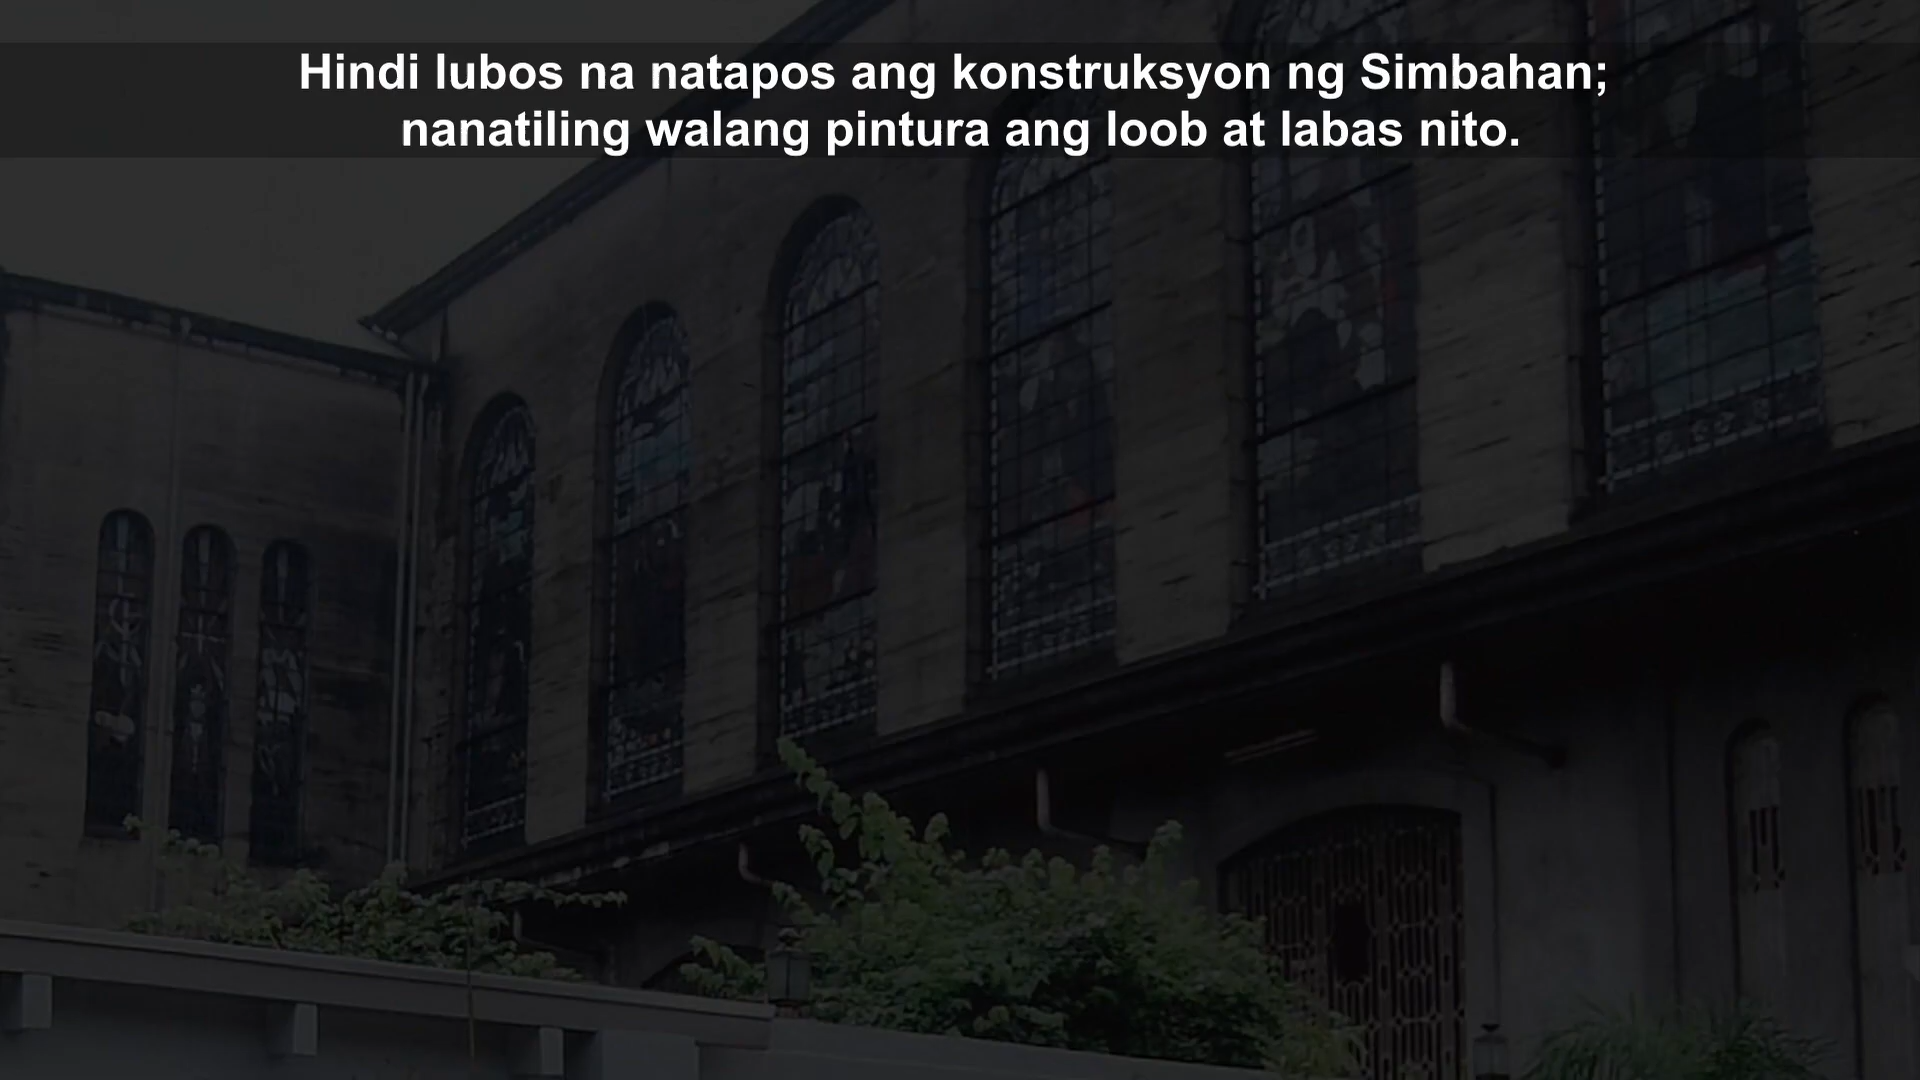 Hindi lubos na natapos ang konstruksyon ng Simbahan;
nanatiling walang pintura ang loob at labas nito.